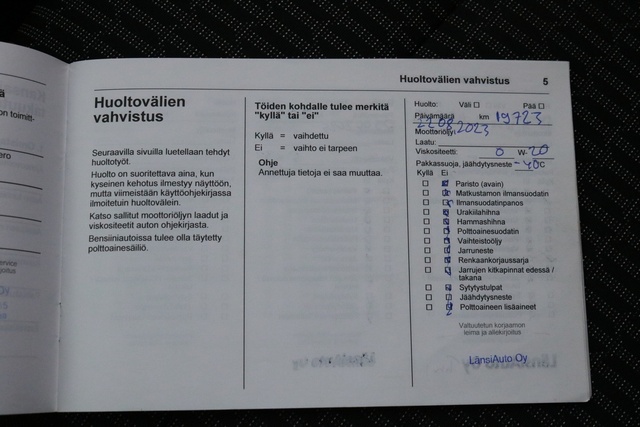 Huoltovälien vahvistus 5
Huoltovälien
vahvistus
Seuraavilla sivuilla luetellaan tehdyt
huoltotyöt.
Huolto on suoritettava aina, kun
kyseinen kehotus ilmestyy näyttöön,
mutta viimeistään käyttöohjekirjassa
ilmoitetuin huoltovälein.
Katso sallitut moottoriöljyn laadut ja
viskositeetit auton ohjekirjasta.
Bensiiniautoissa tulee olla täytetty
polttoainesäiliö.
Töiden kohdalle tulee merkitä
"kyllä" tai "ei"
Kyllä = vaihdettu
Ei = vaihto ei tarpeen
Ohje
Annettuja tietoja ei saa muuttaa.
Huolto: Väli ☐ Pää ☐
Päivämäärä km 19723
22.08.2023
Moottoriöljy:
Laatu:
Viskositeetti: 0 W- 20
Pakkassuoja, jäähdytysneste -40°C
Kyllä Ei
Paristo (avain)
Matkustamon ilmansuodatin
Ilmansuodatinpanos
Urakiilahihna
Hammashihna
Polttoainesuodatin
Vaihteistoöljy
Jarruneste
Renkaankorjaussarja
Jarrujen kitkapinnat edessä /
takana
Sytytystulpat
Jäähdytysneste
Polttoaineen lisäaineet
Valtuutetun korjaamon
leima ja allekirjoitus
LänsiAuto Oy